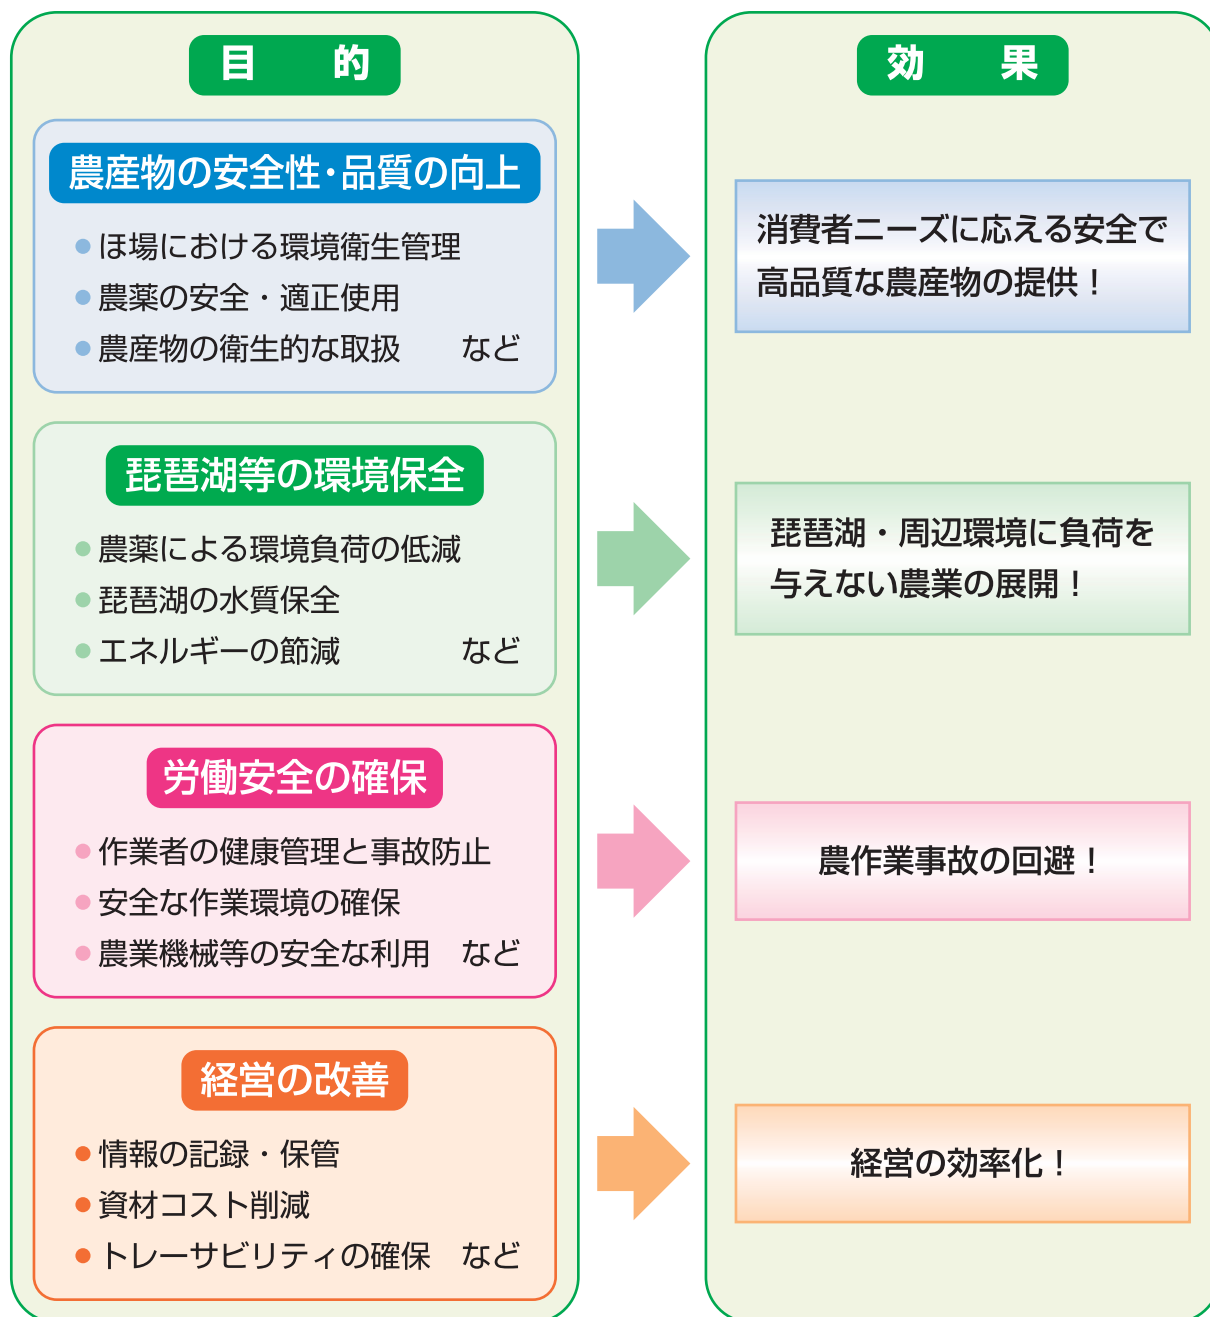 目　的
農産物の安全性・品質の向上
ほ場における環境衛生管理
農薬の安全・適正使用
農産物の衛生的な取扱　など
琵琶湖等の環境保全
農薬による環境負荷の低減
琵琶湖の水質保全
エネルギーの節減　など
労働安全の確保
作業者の健康管理と事故防止
安全な作業環境の確保
農業機械等の安全な利用　など
経営の改善
情報の記録・保管
資材コスト削減
トレーサビリティの確保　など
効　果
消費者ニーズに応える安全で
高品質な農産物の提供！
琵琶湖・周辺環境に負荷を
与えない農業の展開！
農作業事故の回避！
経営の効率化！